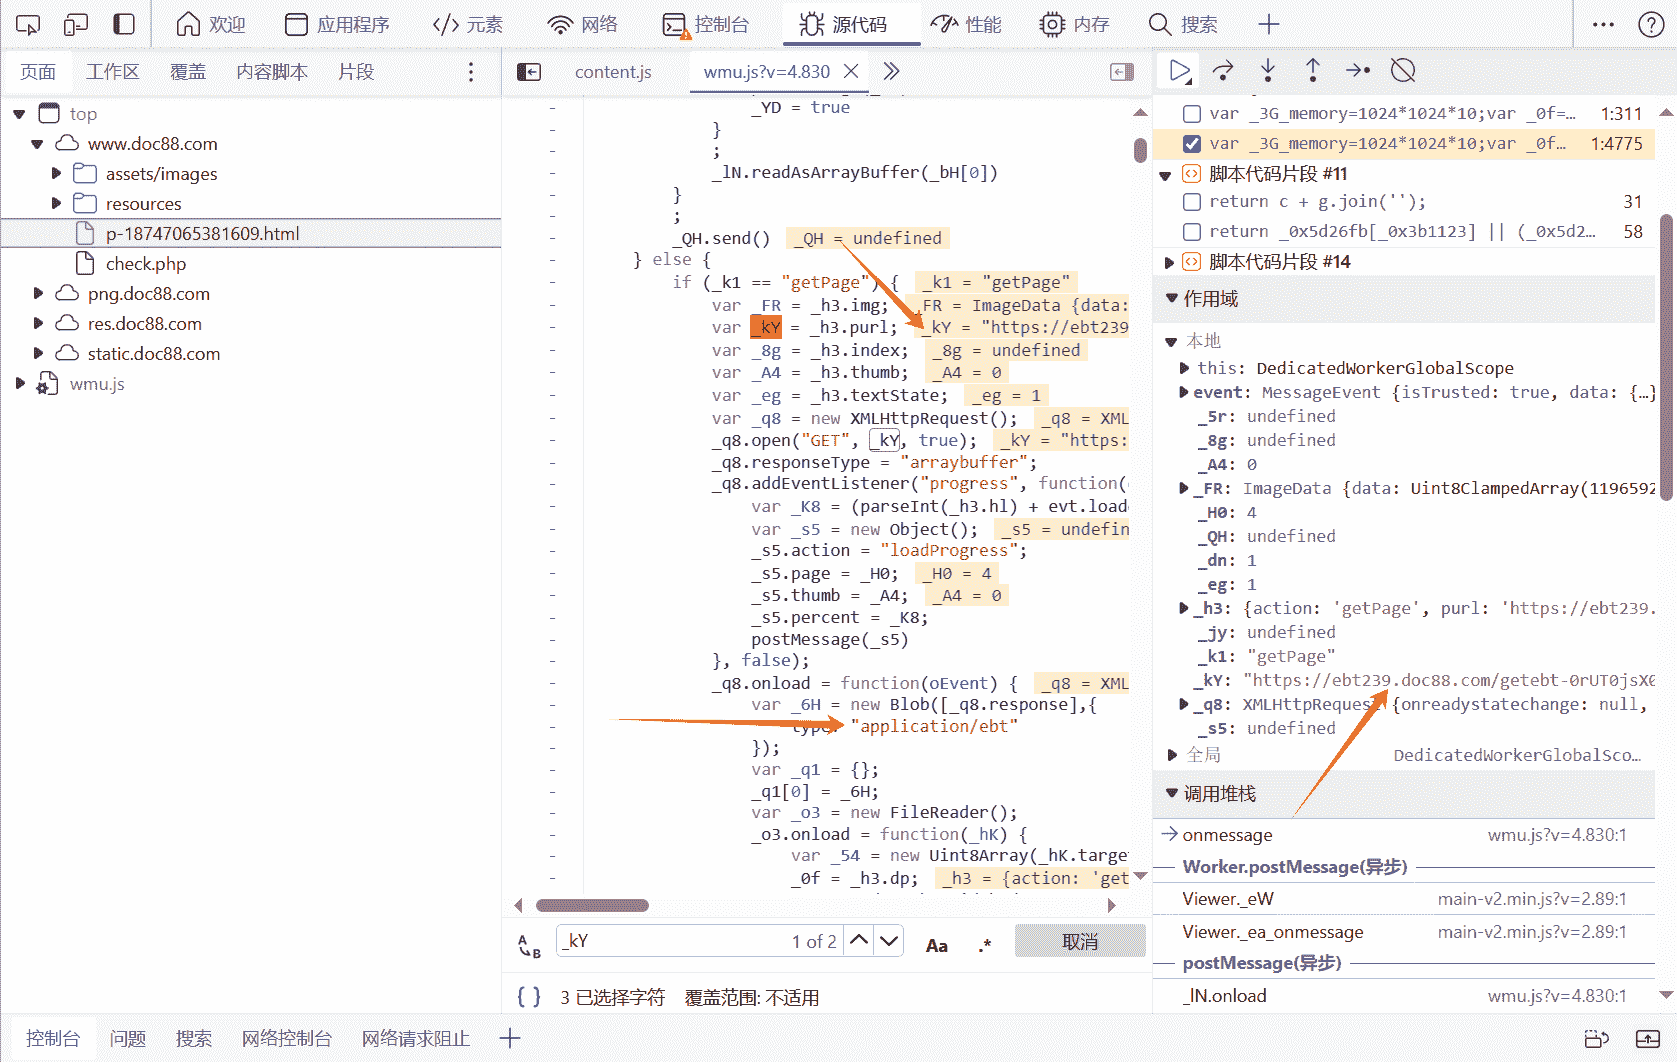 欢迎 应用程序 元素 网络 控制台 源代码 性能 内存 搜索
页面 工作区 覆盖 内容脚本 片段
top
www.doc88.com
assets/images
resources
p-18747065381609.html
check.php
png.doc88.com
res.doc88.com
static.doc88.com
wmu.js
content.js wmu.js?v=4.830
_YD = true
}
;
_lN.readAsArrayBuffer(_bH[0])
}
;
_QH.send() _QH = undefined
} else {
if (_k1 == "getPage") { _k1 = "getPage"
var _FR = _h3.img; _FR = ImageData {data:
var _kY = _h3.purl; _kY = "https://ebt239
var _8g = _h3.index; _8g = undefined
var _A4 = _h3.thumb; _A4 = 0
var _eg = _h3.textState; _eg = 1
var _q8 = new XMLHttpRequest(); _q8 = XML
_q8.open("GET", _kY, true); _kY = "https:
_q8.responseType = "arraybuffer";
_q8.addEventListener("progress", function(
var _K8 = (parseInt(_h3.hl) + evt.load
var _s5 = new Object(); _s5 = undefin
_s5.action = "loadProgress";
_s5.page = _H0; _H0 = 4
_s5.thumb = _A4; _A4 = 0
_s5.percent = _K8;
postMessage(_s5)
}, false);
_q8.onload = function(oEvent) { _q8 = XML
var _6H = new Blob([_q8.response],{
type: "application/ebt"
});
var _q1 = {};
_q1[0] = _6H;
var _o3 = new FileReader();
_o3.onload = function(_hK) {
var _54 = new Uint8Array(_hK.targe
_0f = _h3.dp; _h3 = {action: 'get
_kY 1 of 2 Aa .* 取消
{ } 3 已选择字符 覆盖范围: 不适用
var _3G_memory=1024*1024*10;var _0f=… 1:311
var _3G_memory=1024*1024*10;var _0f… 1:4775
脚本代码片段 #11
return c + g.join(''); 31
return _0x5d26fb[_0x3b1123] || (_0x5d2… 58
脚本代码片段 #14
作用域
本地
this: DedicatedWorkerGlobalScope
event: MessageEvent {isTrusted: true, data: {…}
_5r: undefined
_8g: undefined
_A4: 0
_FR: ImageData {data: Uint8ClampedArray(1196592
_H0: 4
_QH: undefined
_dn: 1
_eg: 1
_h3: {action: 'getPage', purl: 'https://ebt239.
_jy: undefined
_k1: "getPage"
_kY: "https://ebt239.doc88.com/getebt-0rUT0jsX0
_q8: XMLHttpRequest {onreadystatechange: null,
_s5: undefined
全局 DedicatedWorkerGlobalSco…
调用堆栈
onmessage wmu.js?v=4.830:1
Worker.postMessage(异步)
Viewer._eW main-v2.min.js?v=2.89:1
Viewer._ea_onmessage main-v2.min.js?v=2.89:1
postMessage(异步)
_lN.onload wmu.js?v=4.830:1
控制台 问题 搜索 网络控制台 网络请求阻止